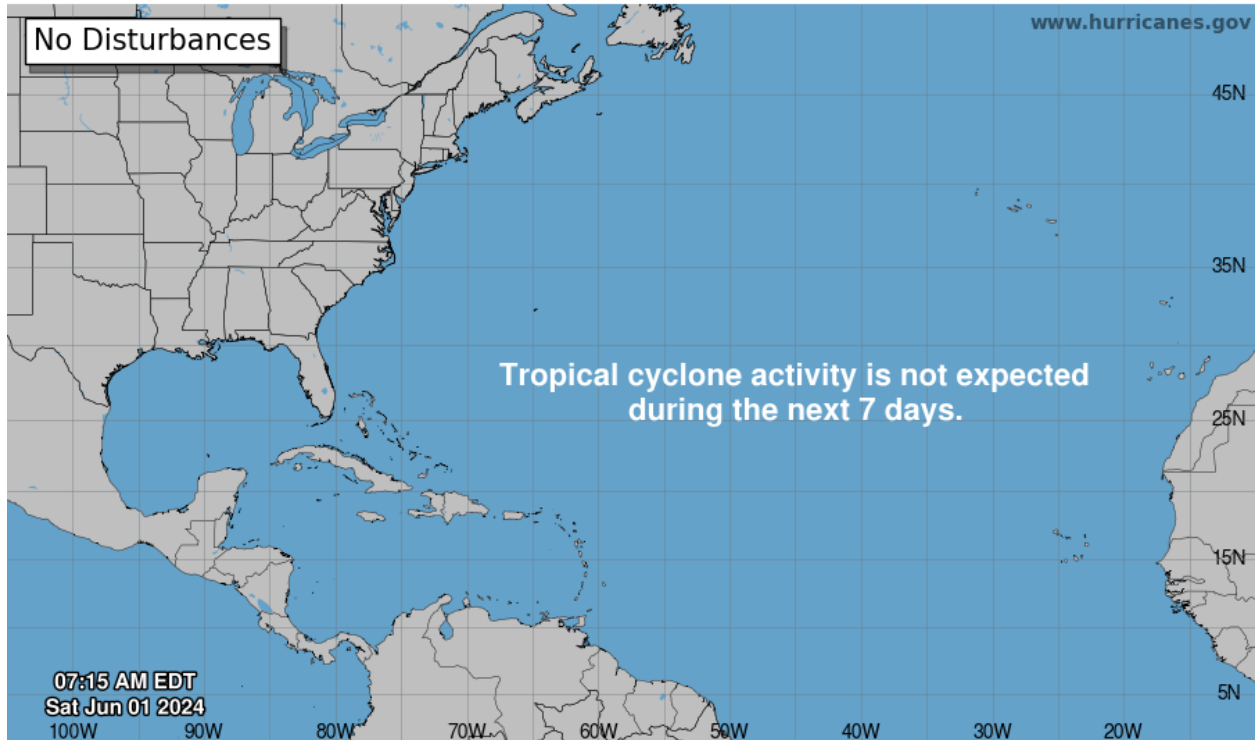 No Disturbances
www.hurricanes.gov
45N
35N
Tropical cyclone activity is not expected
during the next 7 days.
25N
15N
07:15 AM EDT
5N
Sat Jun 01 2024
100W 90W 80W 70W 60W 50W 40W 30W 20W